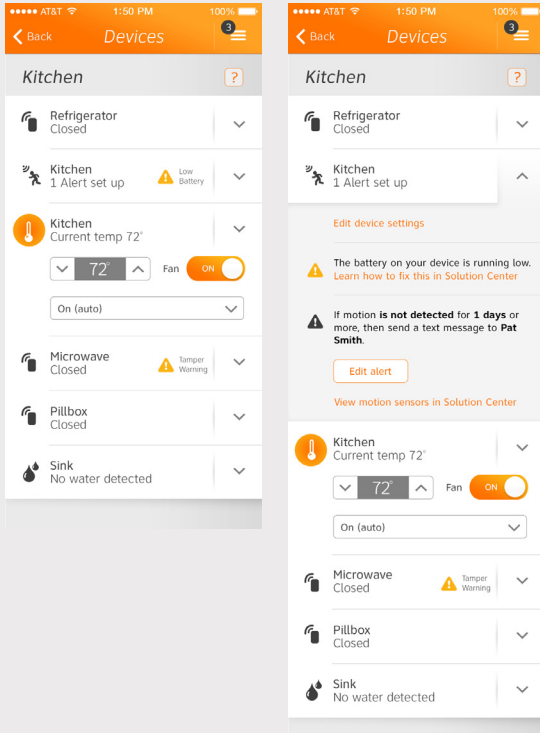 AT&T 1:50 PM 100%
Back Devices 3
Kitchen ?
Refrigerator
Closed
Kitchen
1 Alert set up
Low
Battery
Kitchen
Current temp 72°
72° Fan ON
On (auto)
Microwave
Closed
Tamper
Warning
Pillbox
Closed
Sink
No water detected
AT&T 1:50 PM 100%
Back Devices 3
Kitchen ?
Refrigerator
Closed
Kitchen
1 Alert set up
Edit device settings
The battery on your device is running low.
Learn how to fix this in Solution Center
If motion is not detected for 1 days or
more, then send a text message to Pat
Smith.
Edit alert
View motion sensors in Solution Center
Kitchen
Current temp 72°
72° Fan ON
On (auto)
Microwave
Closed
Tamper
Warning
Pillbox
Closed
Sink
No water detected